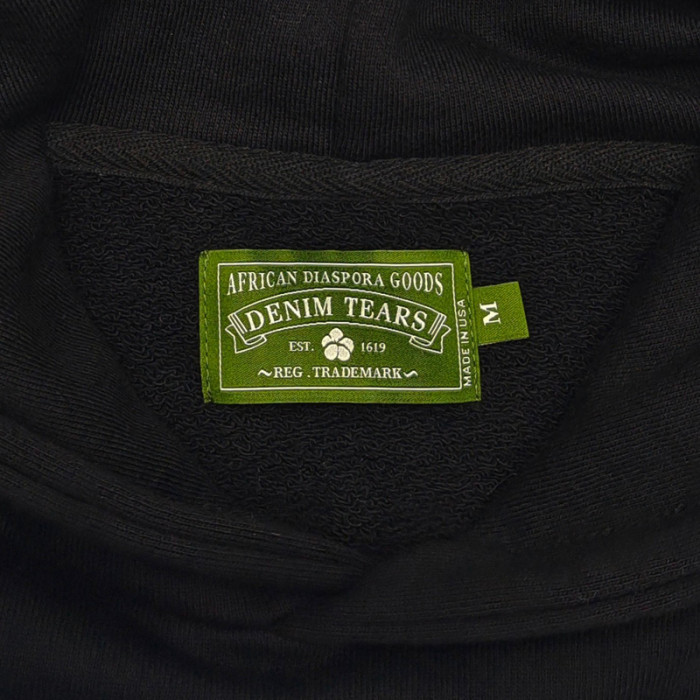 AFRICAN DIASPORA GOODS
DENIM TEARS
EST. 1619
~REG . TRADEMARK~
MADE IN USA
M